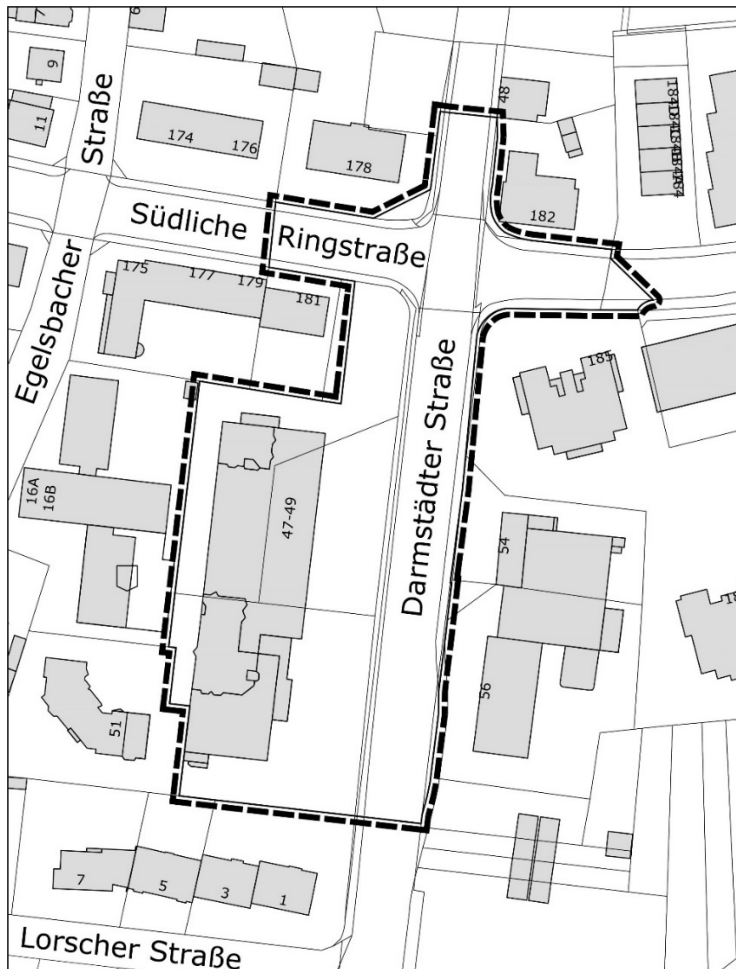 9
11
Straße
174
176
178
48
182
Südliche
Ringstraße
175
177
179
181
Egelsbacher
185
16A
16B
47-49
Darmstädter Straße
54
56
51
7
5
3
1
Lorscher Straße